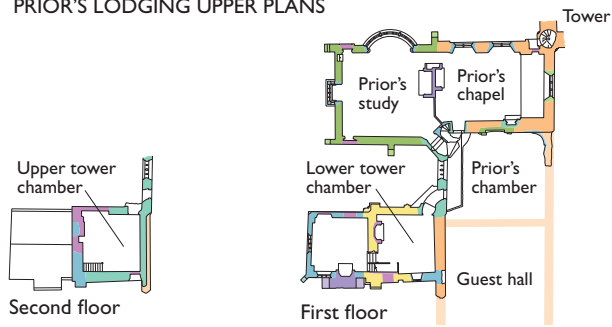 PRIOR'S LODGING UPPER PLANS
Tower
Prior's
study
Prior's
chapel
Upper tower
chamber
Lower tower
chamber
Prior's
chamber
Guest hall
Second floor
First floor